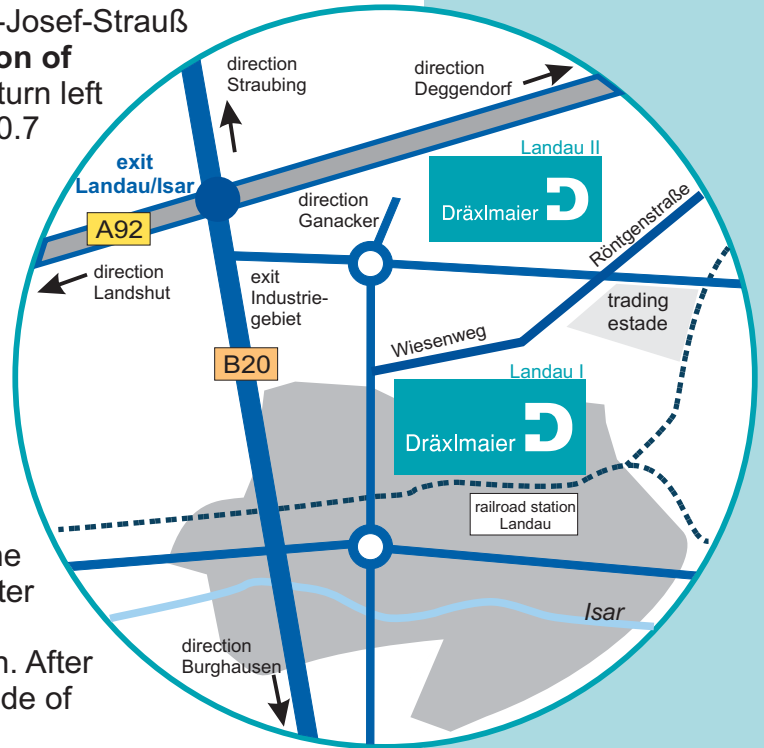 -Josef-Strauß
on of
turn left
0.7
direction
Straubing
direction
Deggendorf
exit
Landau/Isar
Landau II
Dräxlmaier
direction
Ganacker
A92
direction
Landshut
exit
Industrie-
gebiet
Röntgenstraße
trading
estade
Wiesenweg
B20
Landau I
Dräxlmaier
railroad station
Landau
ne
ter
Isar
direction
Burghausen
n. After
de of